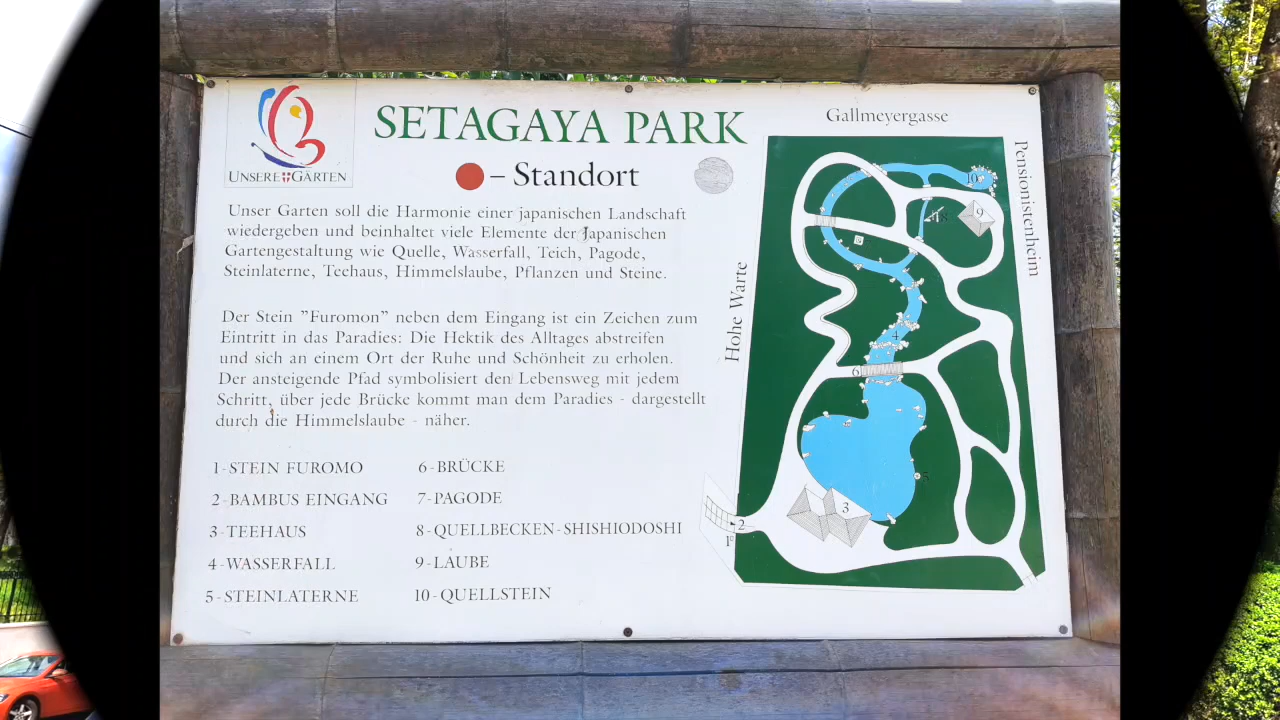 UNSERE GÄRTEN
SETAGAYA PARK
– Standort
Unser Garten soll die Harmonie einer japanischen Landschaft
wiedergeben und beinhaltet viele Elemente der Japanischen
Gartengestaltung wie Quelle, Wasserfall, Teich, Pagode,
Steinlaterne, Teehaus, Himmelslaube, Pflanzen und Steine.
Der Stein ”Furomon” neben dem Eingang ist ein Zeichen zum
Eintritt in das Paradies: Die Hektik des Alltages abstreifen
und sich an einem Ort der Ruhe und Schönheit zu erholen.
Der ansteigende Pfad symbolisiert den Lebensweg mit jedem
Schritt, über jede Brücke kommt man dem Paradies - dargestellt
durch die Himmelslaube - näher.
1-STEIN FUROMO
2-BAMBUS EINGANG
3-TEEHAUS
4-WASSERFALL
5-STEINLATERNE
6-BRÜCKE
7-PAGODE
8-QUELLBECKEN-SHISHIODOSHI
9-LAUBE
10-QUELLSTEIN
Gallmeyergasse
Pensionistenheim
Hohe Warte
10
9
8
4
6
5
3
2
1